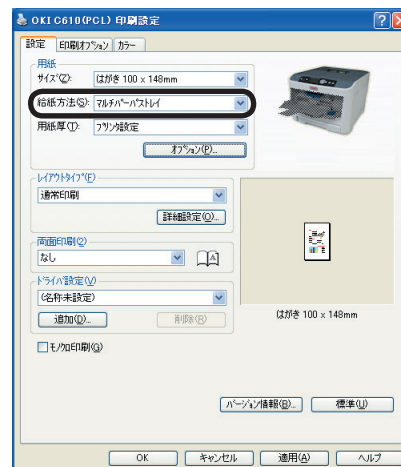 OKI C610(PCL) 印刷設定
設定 印刷ｵﾌﾟｼｮﾝ ｶﾗｰ
用紙
ｻｲｽﾞ(Z): はがき 100 x 148mm
給紙方法(S): ﾏﾙﾁﾊﾟｰﾊﾟｽﾄﾚｲ
用紙厚(T): ﾌﾟﾘﾝﾀ設定
ｵﾌﾟｼｮﾝ(P)...
ﾚｲｱｳﾄﾀｲﾌﾟ(E)
通常印刷
詳細設定(O)...
両面印刷(2)
なし
ﾄﾞﾗｲﾊﾞ設定(V)
(名称未設定)
追加(D)... 削除(R)
はがき 100 x 148mm
ﾓﾉｸﾛ印刷(G)
ﾊﾞｰｼﾞｮﾝ情報(B)... 標準(U)
OK ｷｬﾝｾﾙ 適用(A) ﾍﾙﾌﾟ